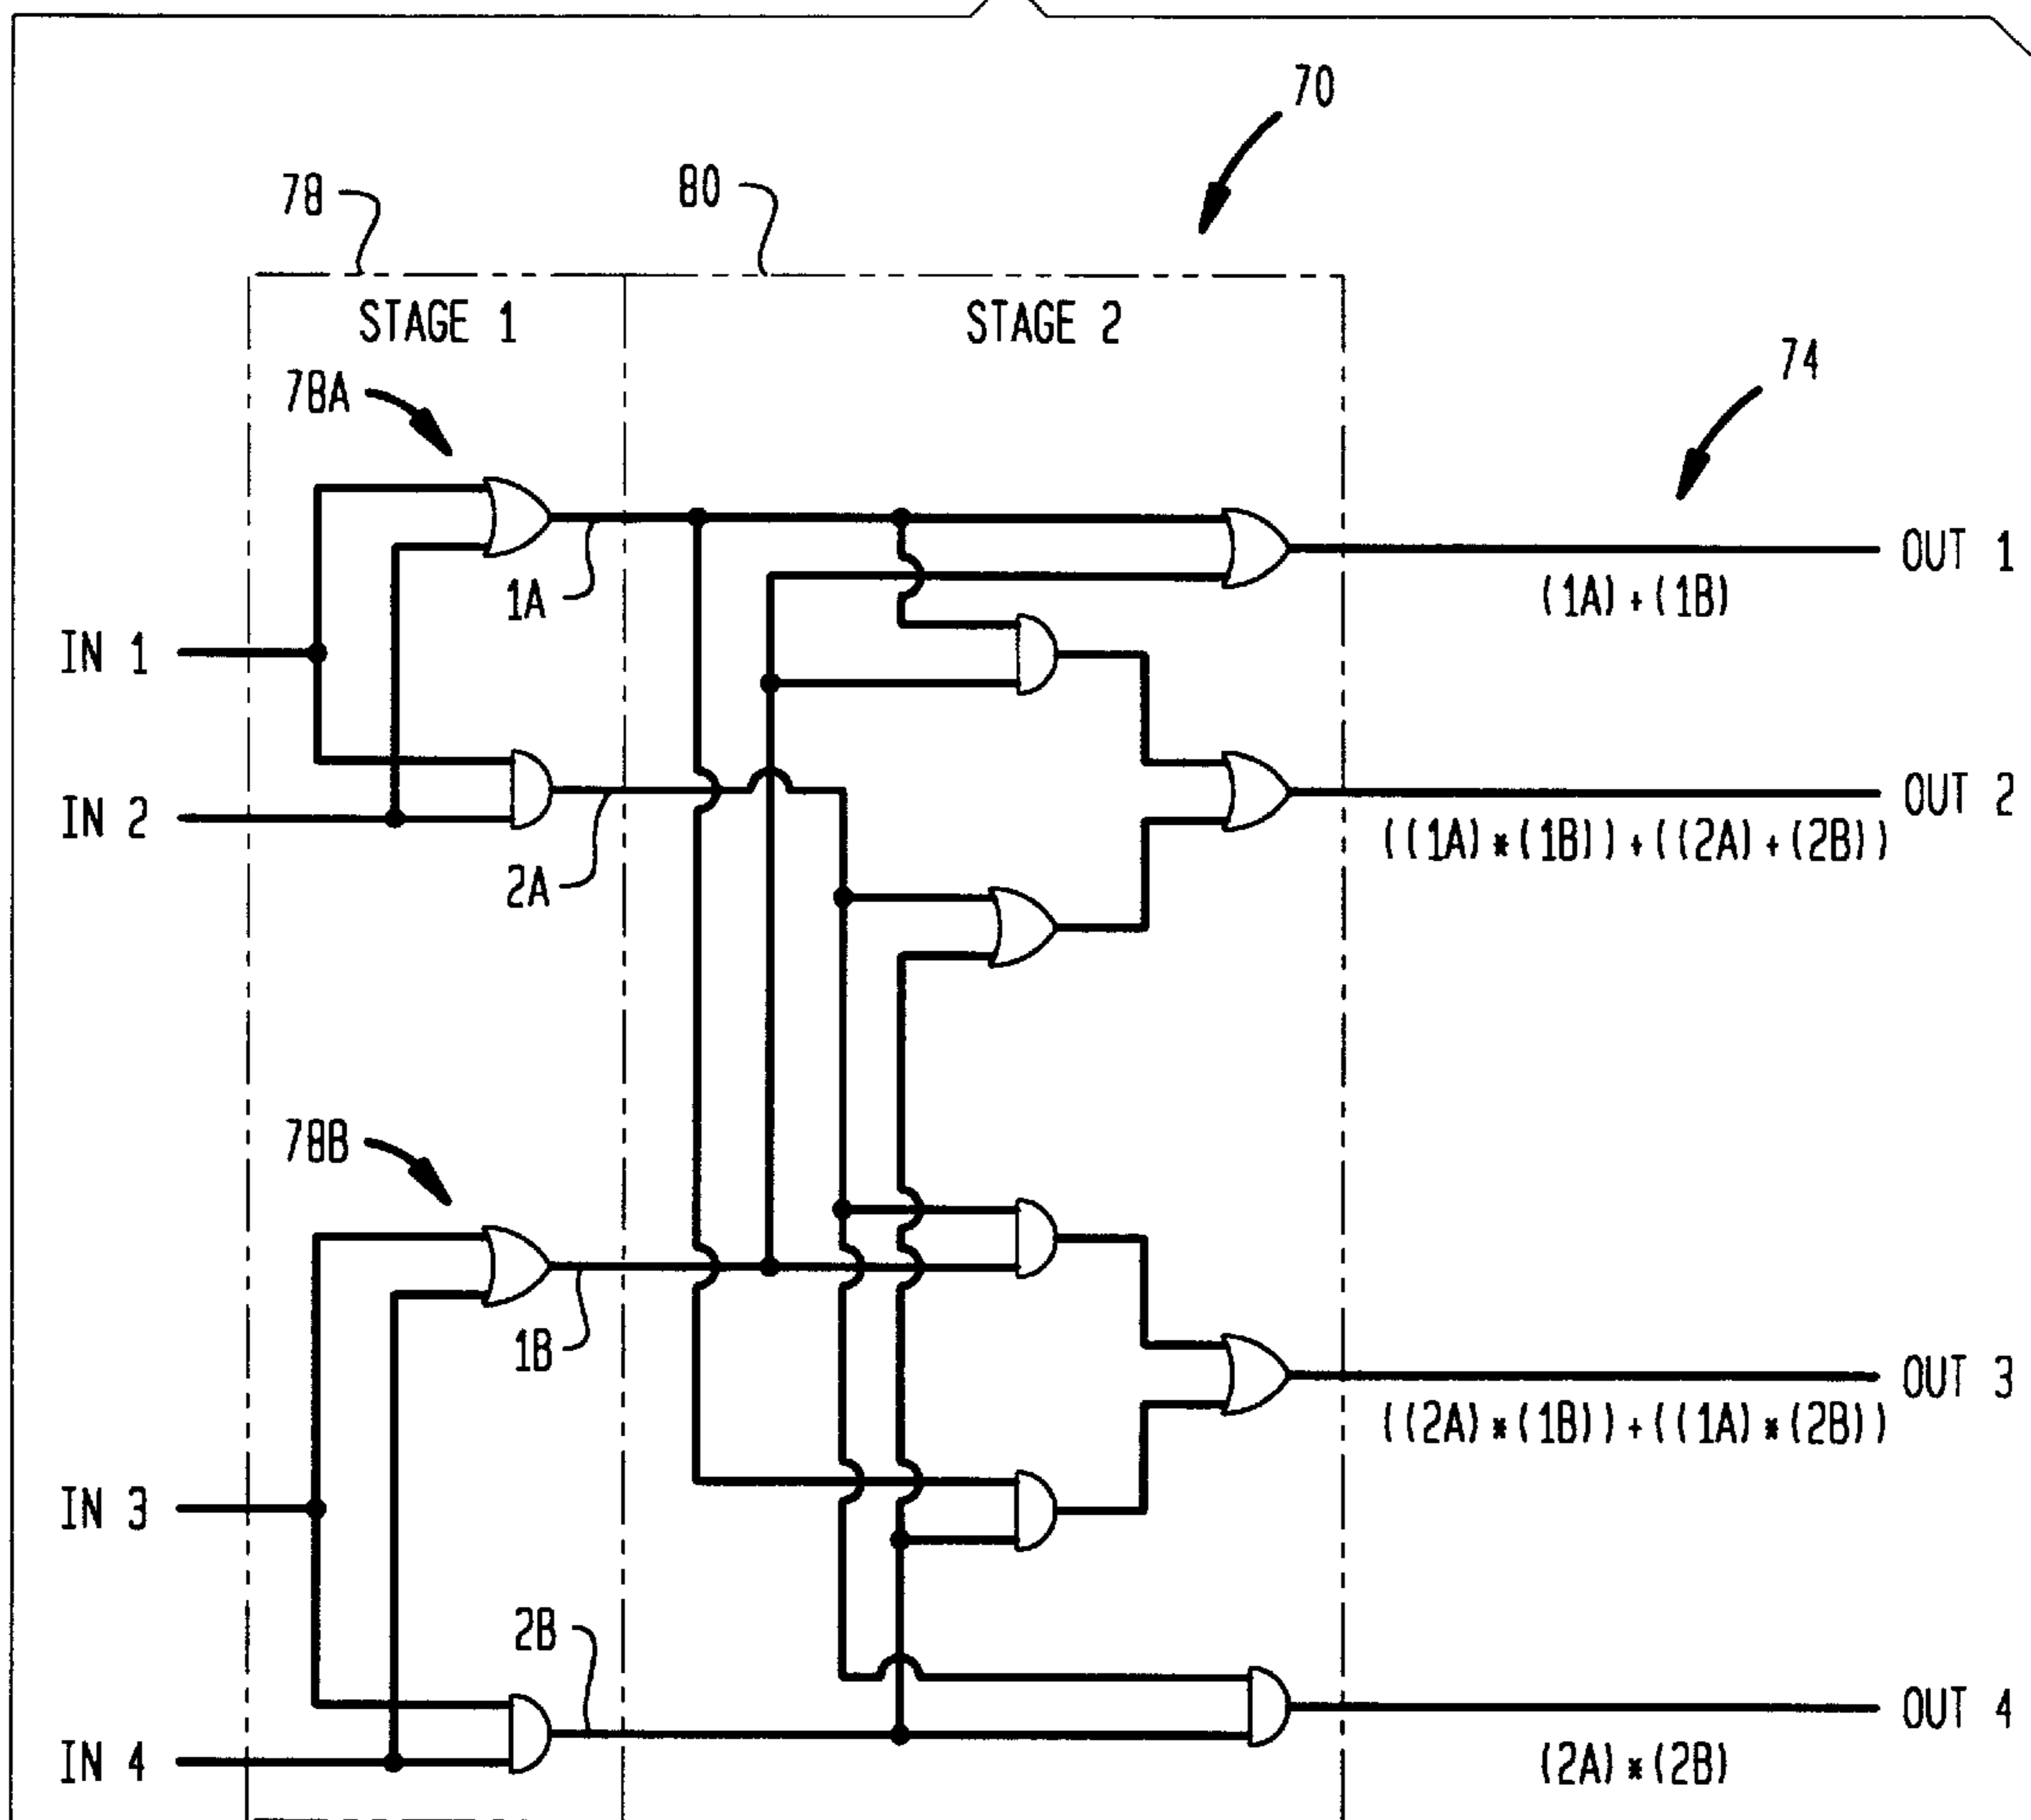 70
78
80
STAGE 1
STAGE 2
74
78A
OUT 1
1A
(1A)+(1B)
IN 1
OUT 2
IN 2
((1A)*(1B))+((2A)+(2B))
2A
78B
1B
OUT 3
((2A)*(1B))+((1A)*(2B))
IN 3
2B
OUT 4
IN 4
(2A)*(2B)